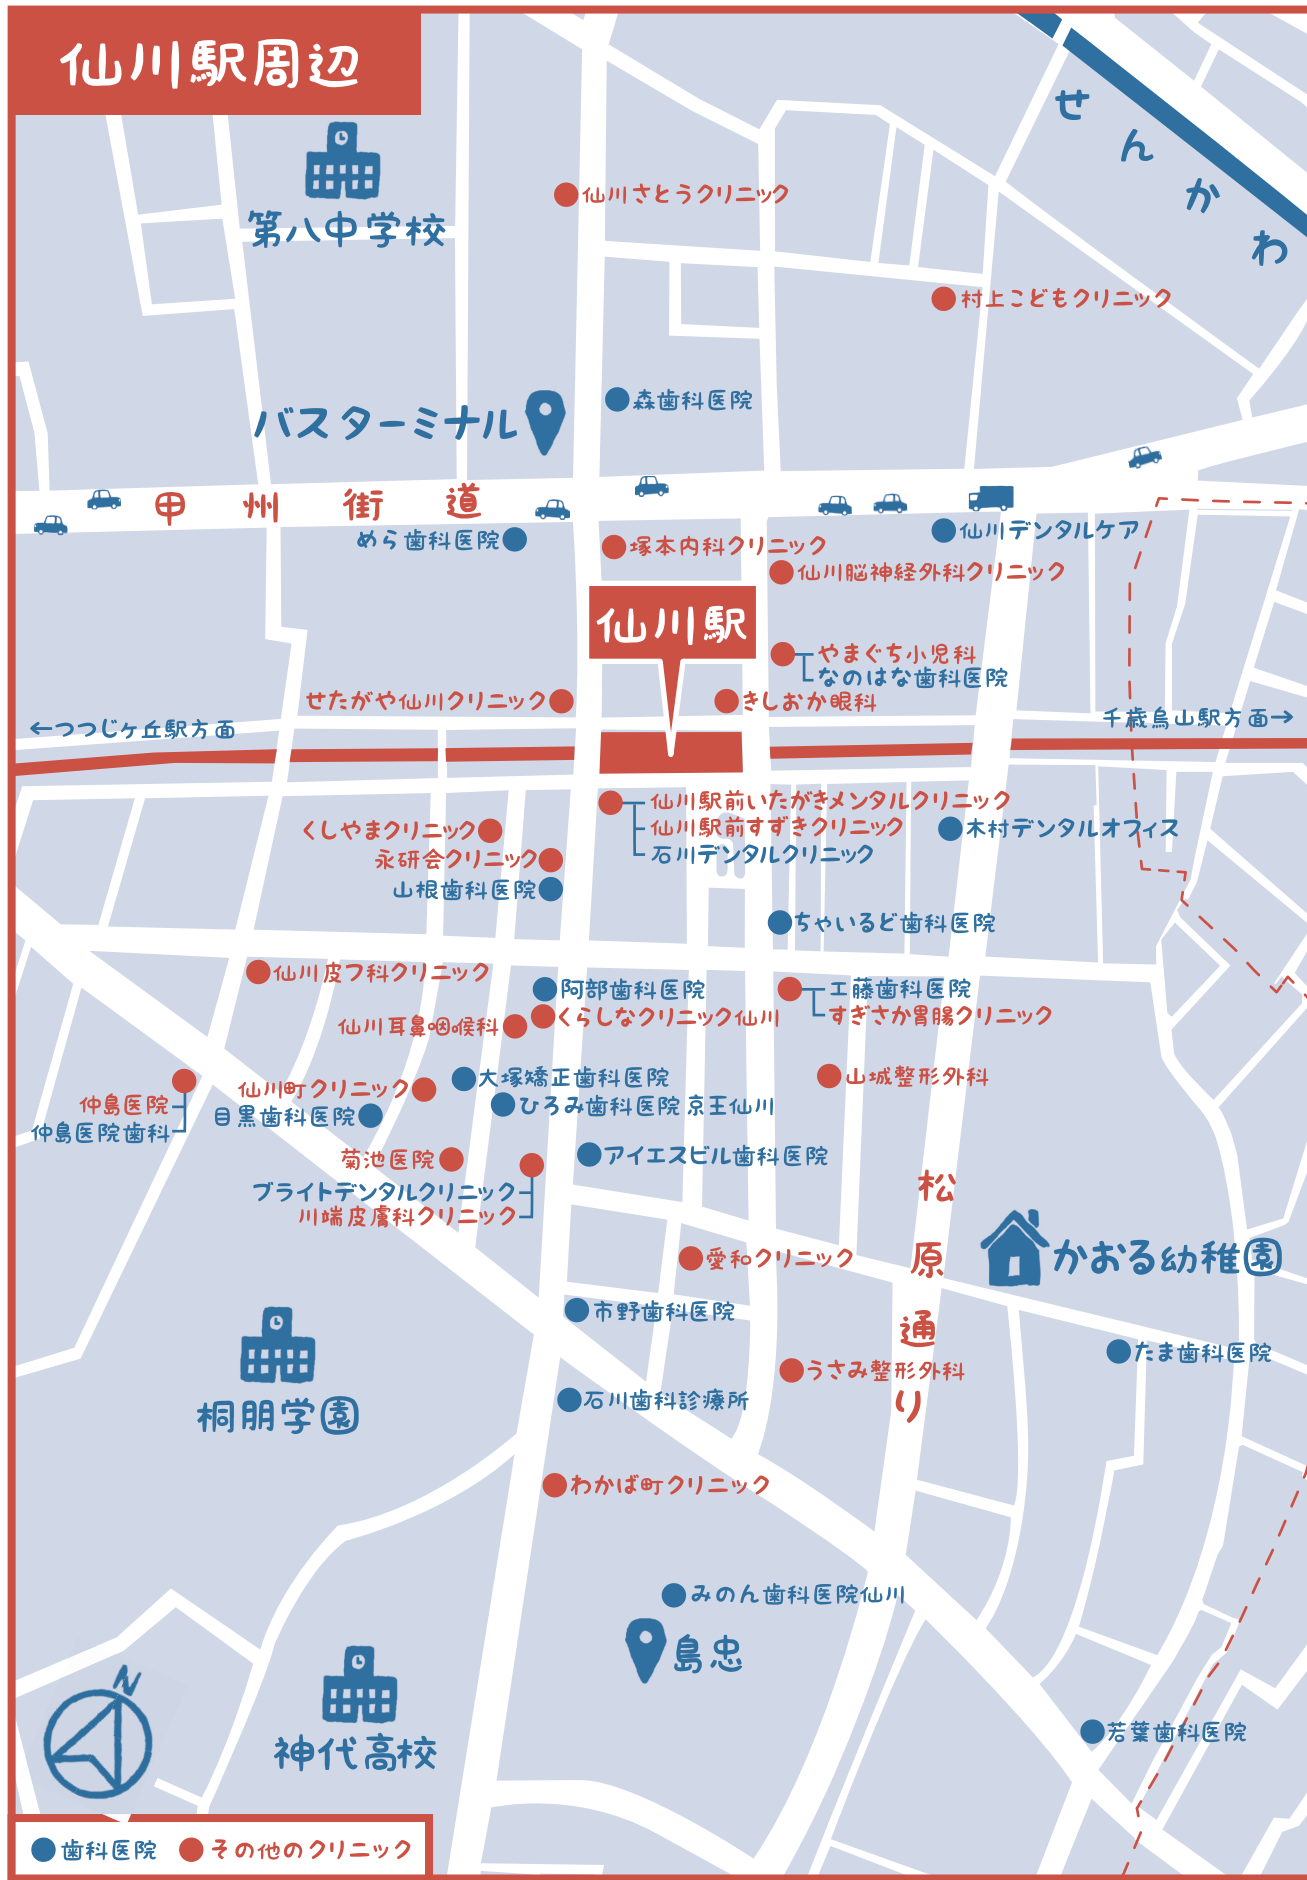 仙川駅周辺
せんかわ
第八中学校
仙川さとうクリニック
村上こどもクリニック
バスターミナル
森歯科医院
甲州街道
めら歯科医院
塚本内科クリニック
仙川デンタルケア
仙川脳神経外科クリニック
仙川駅
やまぐち小児科
なのはな歯科医院
せたがや仙川クリニック
きしおか眼科
←つつじヶ丘駅方面
千歳烏山駅方面→
仙川駅前いたがきメンタルクリニック
仙川駅前すずきクリニック
石川デンタルクリニック
くしやまクリニック
永研会クリニック
山根歯科医院
木村デンタルオフィス
ちゃいるど歯科医院
仙川皮フ科クリニック
阿部歯科医院
くらしなクリニック仙川
工藤歯科医院
すぎさか胃腸クリニック
仙川耳鼻咽喉科
仙川町クリニック
目黒歯科医院
大塚矯正歯科医院
ひろみ歯科医院 京王仙川
山城整形外科
仲島医院
仲島医院歯科
菊池医院
アイエスビル歯科医院
ブライトデンタルクリニック
川端皮膚科クリニック
松原通り
かおる幼稚園
愛和クリニック
市野歯科医院
たま歯科医院
うさみ整形外科
石川歯科診療所
桐朋学園
わかば町クリニック
みのん歯科医院仙川
島忠
神代高校
若葉歯科医院
N
歯科医院
その他のクリニック